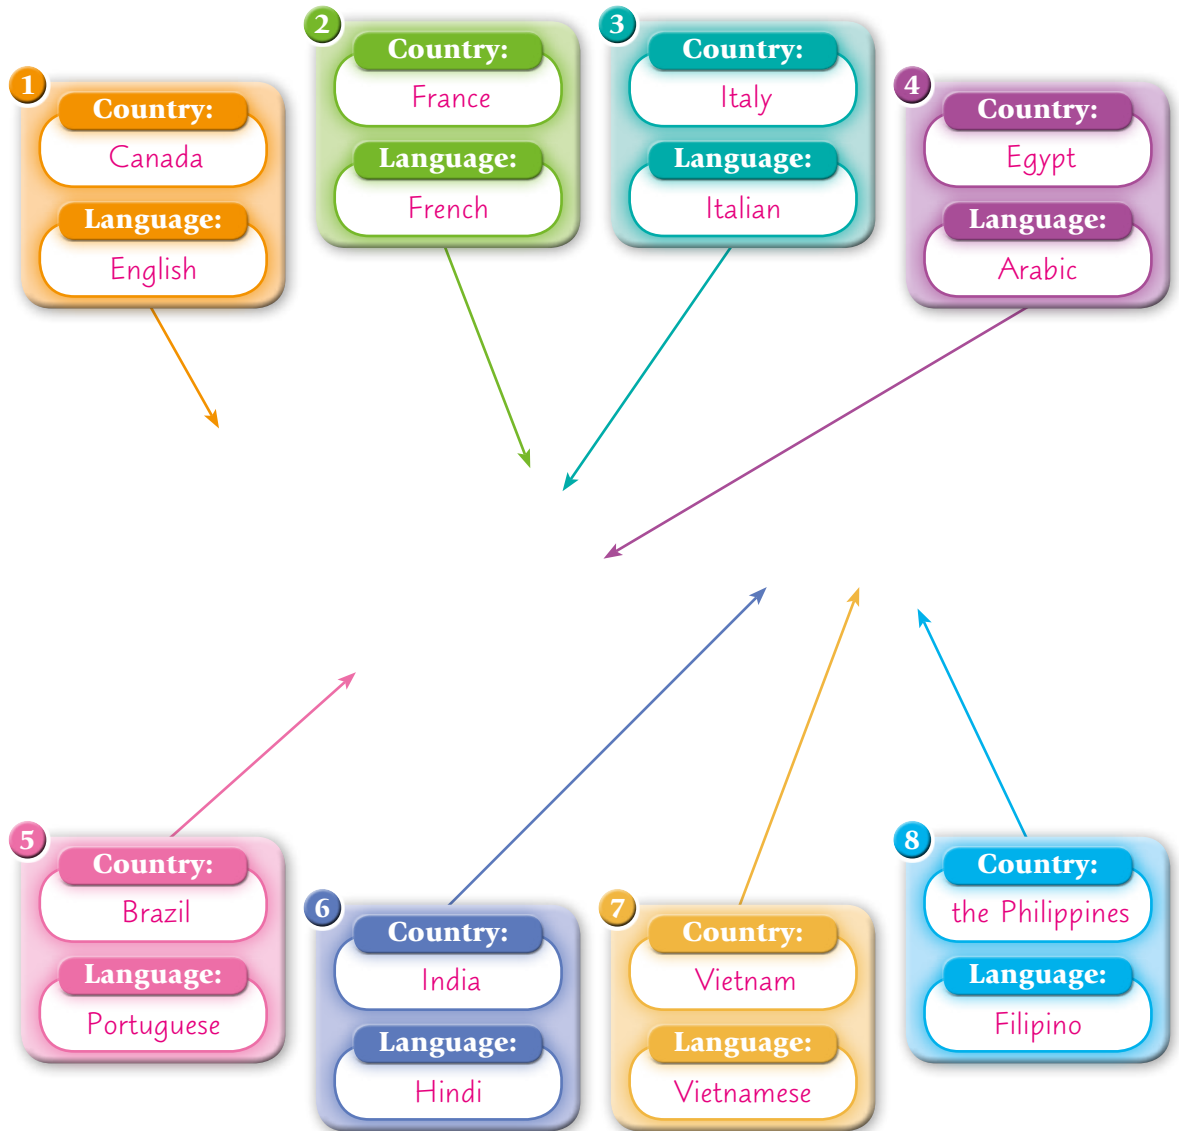 1
Country:
Canada
Language:
English
2
Country:
France
Language:
French
3
Country:
Italy
Language:
Italian
4
Country:
Egypt
Language:
Arabic
5
Country:
Brazil
Language:
Portuguese
6
Country:
India
Language:
Hindi
7
Country:
Vietnam
Language:
Vietnamese
8
Country:
the Philippines
Language:
Filipino